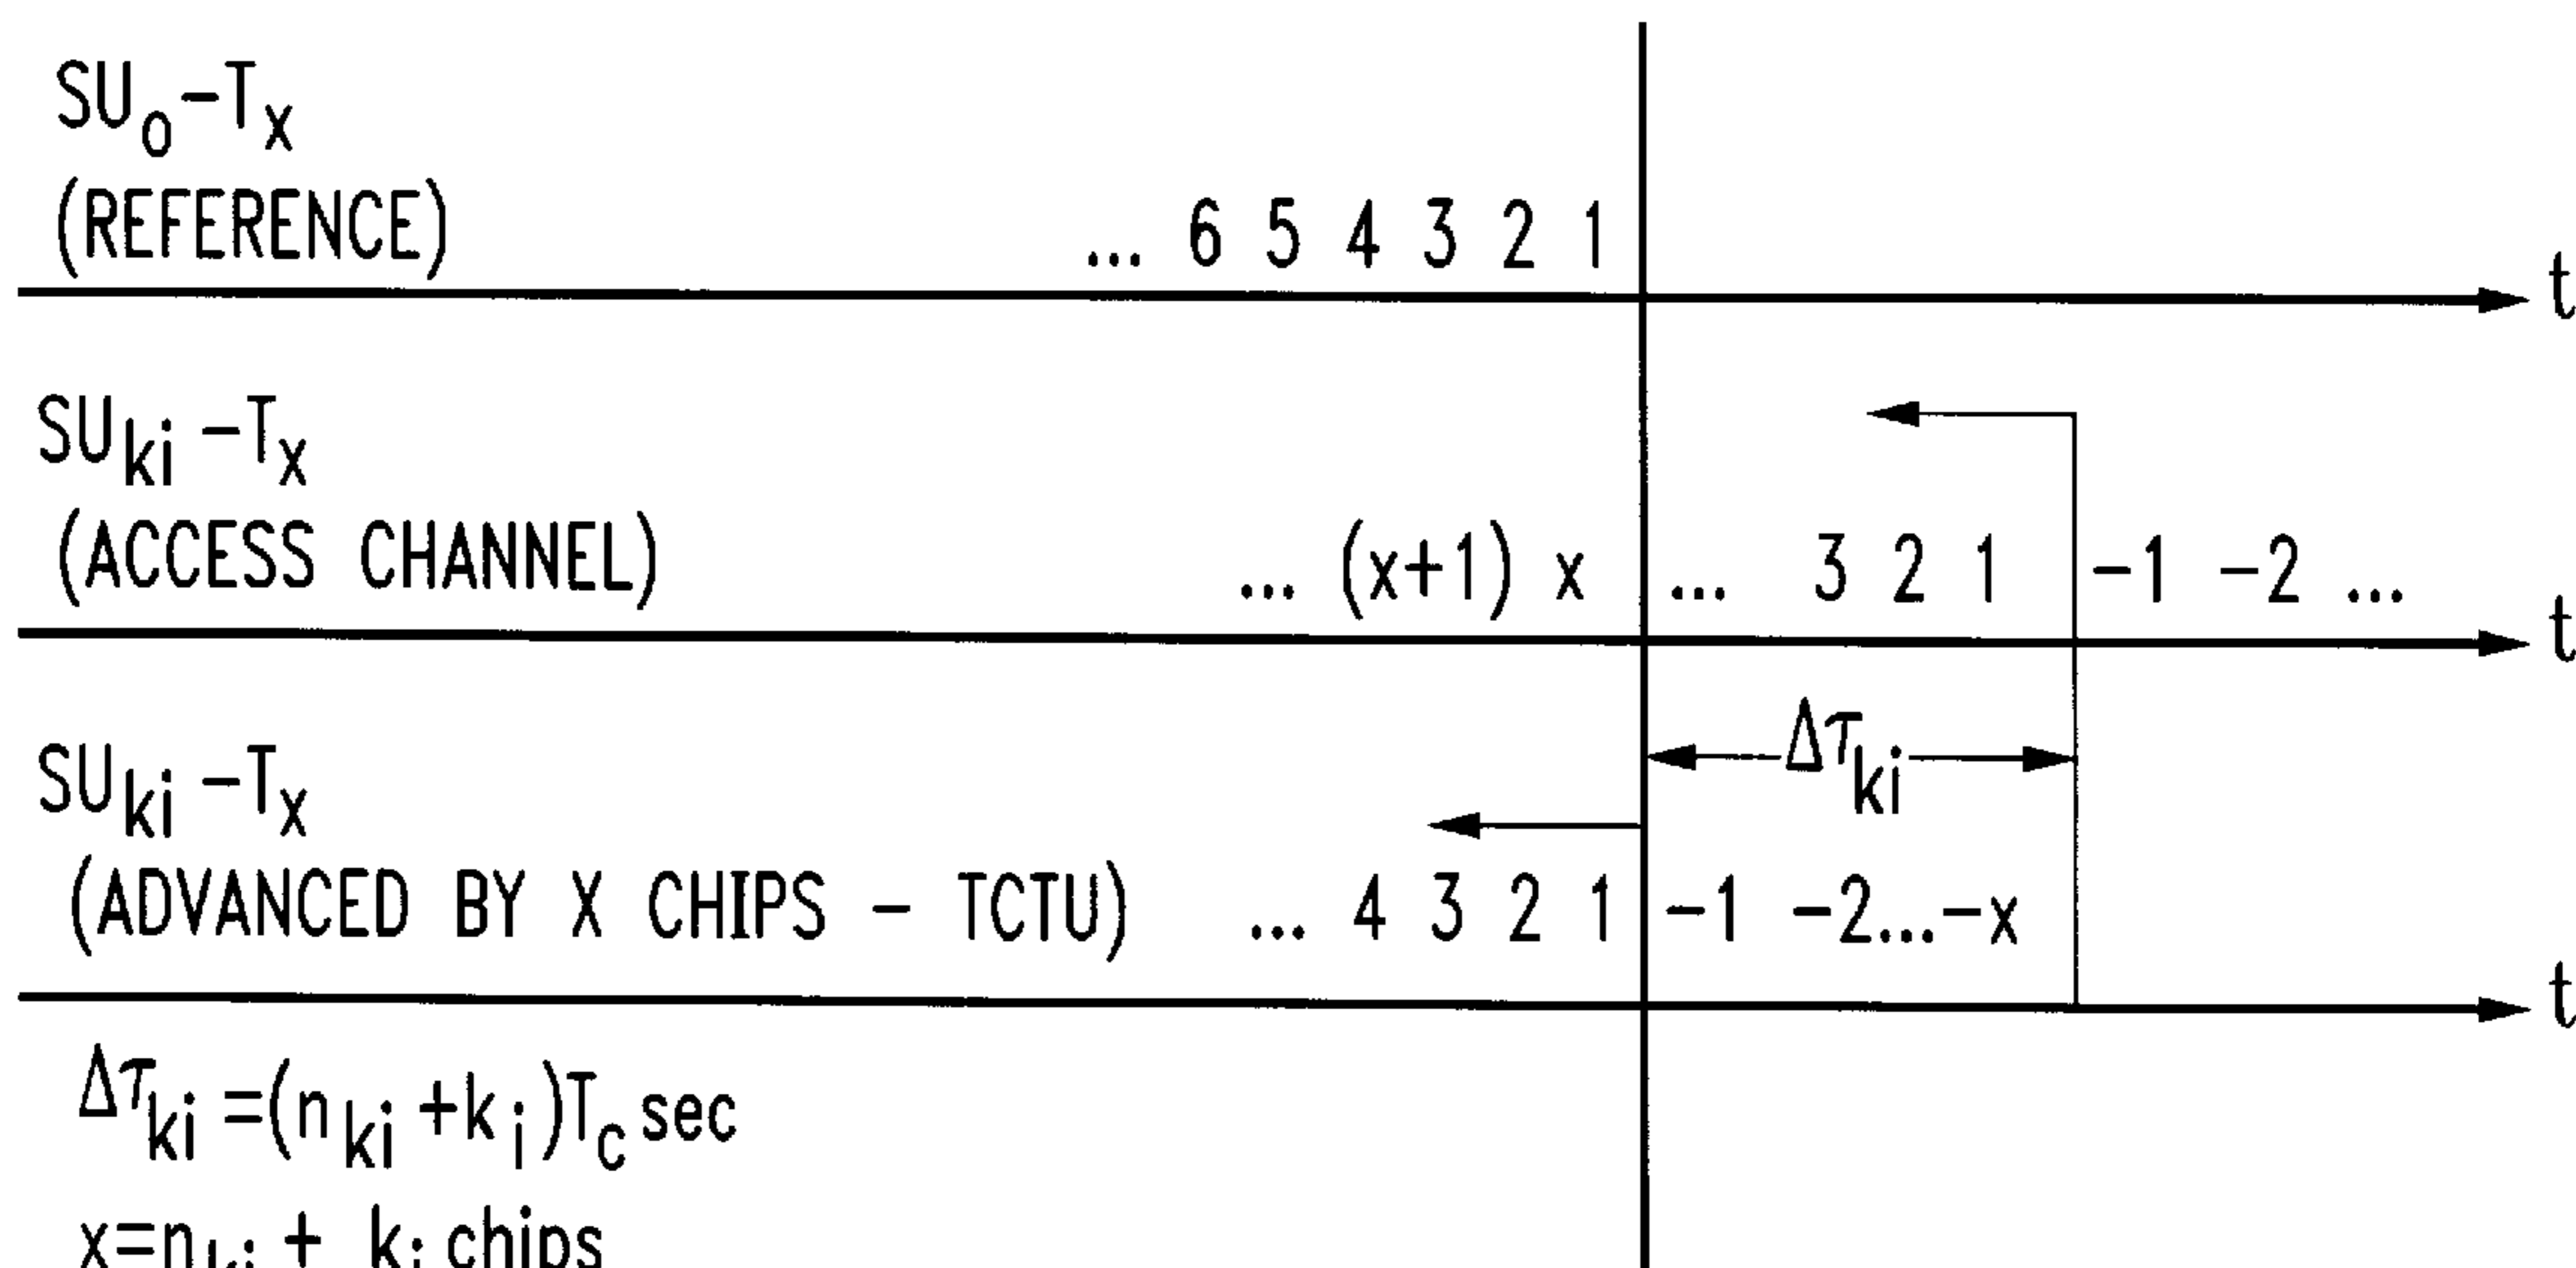 SU₀-Tₓ
(REFERENCE)
... 6 5 4 3 2 1
t
SUₖᵢ -Tₓ
(ACCESS CHANNEL)
... (x+1) x ... 3 2 1 -1 -2 ...
t
Δτₖᵢ
SUₖᵢ -Tₓ
(ADVANCED BY X CHIPS - TCTU)
... 4 3 2 1 -1 -2...-x
t
Δτₖᵢ =(nₖᵢ +kᵢ)T_c sec
x=nₖᵢ + kᵢ chips